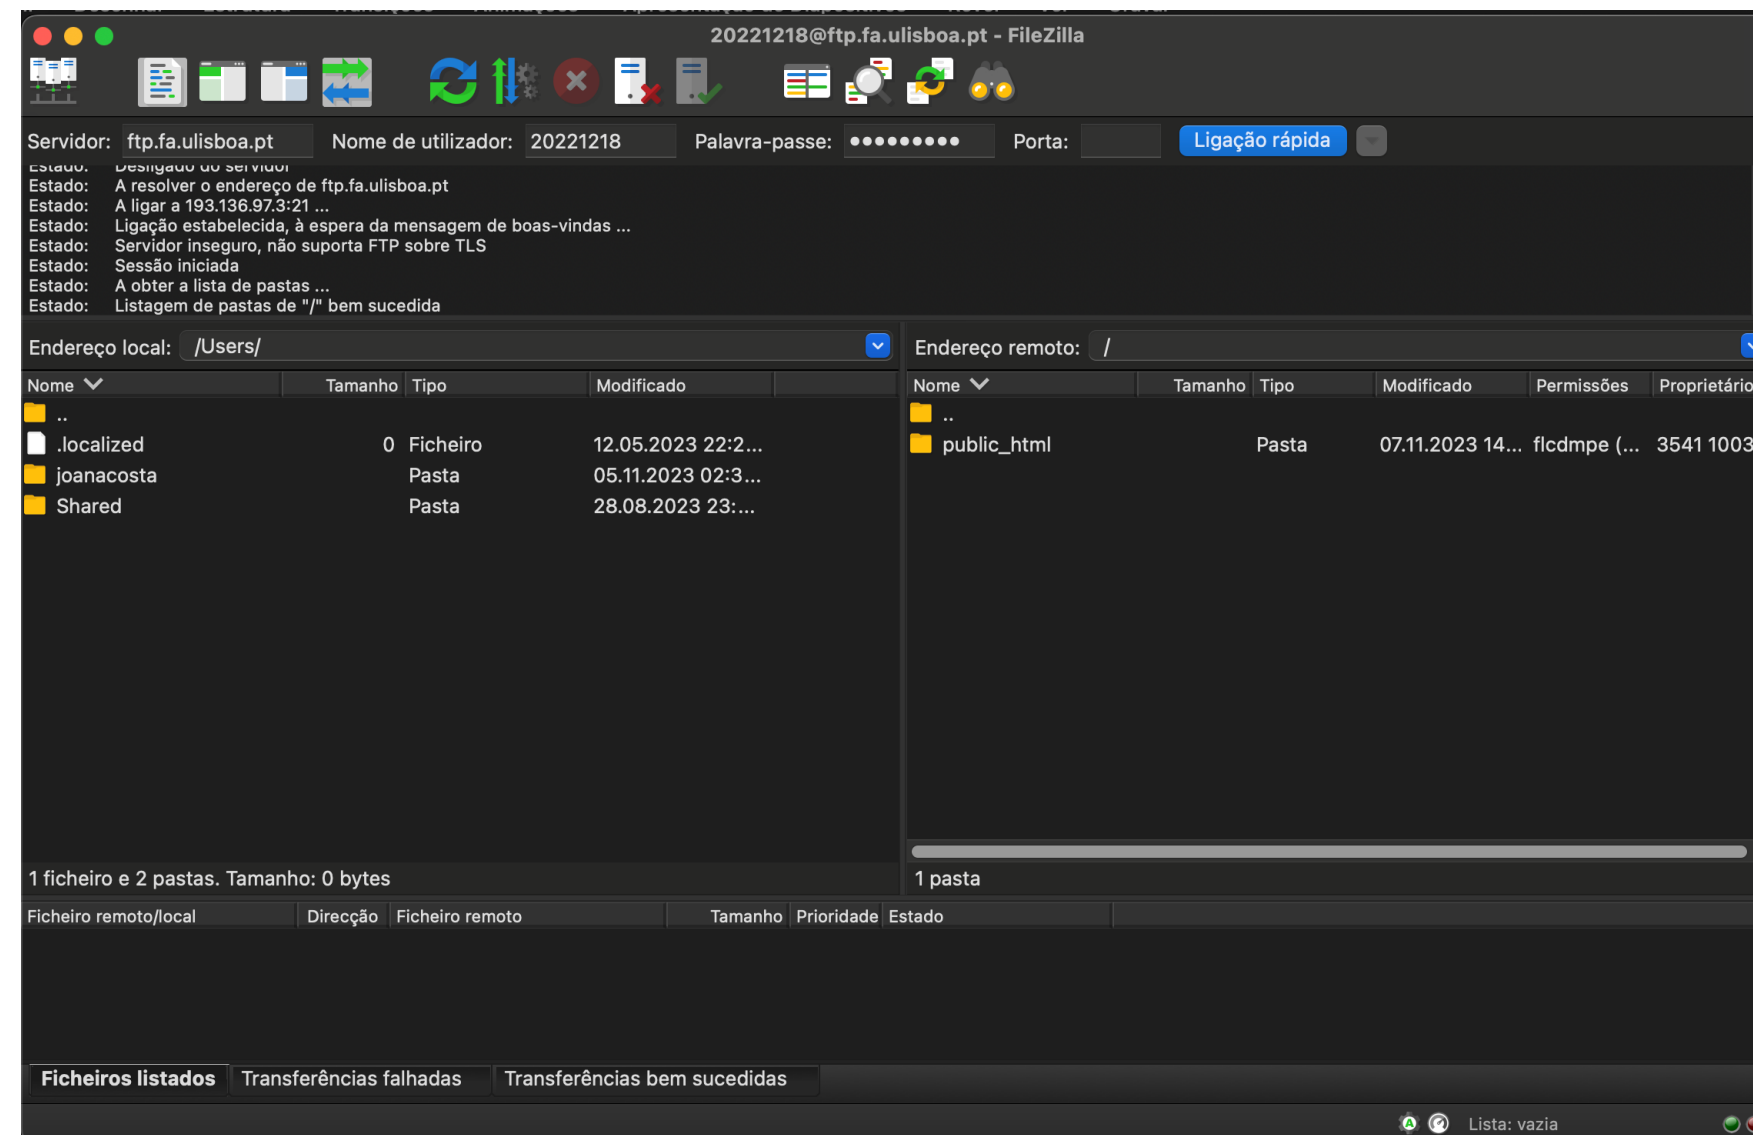 20221218@ftp.fa.ulisboa.pt - FileZilla
Servidor: ftp.fa.ulisboa.pt Nome de utilizador: 20221218 Palavra-passe: ●●●●●●●●● Porta: Ligação rápida
Estado: Desligado do servidor
Estado: A resolver o endereço de ftp.fa.ulisboa.pt
Estado: A ligar a 193.136.97.3:21 ...
Estado: Ligação estabelecida, à espera da mensagem de boas-vindas ...
Estado: Servidor inseguro, não suporta FTP sobre TLS
Estado: Sessão iniciada
Estado: A obter a lista de pastas ...
Estado: Listagem de pastas de "/" bem sucedida
Endereço local: /Users/
Nome Tamanho Tipo Modificado
..
.localized 0 Ficheiro 12.05.2023 22:2...
joanacosta Pasta 05.11.2023 02:3...
Shared Pasta 28.08.2023 23:...
1 ficheiro e 2 pastas. Tamanho: 0 bytes
Endereço remoto: /
Nome Tamanho Tipo Modificado Permissões Proprietário
..
public_html Pasta 07.11.2023 14... flcdmpe (... 3541 1003
1 pasta
Ficheiro remoto/local Direcção Ficheiro remoto Tamanho Prioridade Estado
Ficheiros listados Transferências falhadas Transferências bem sucedidas
Lista: vazia